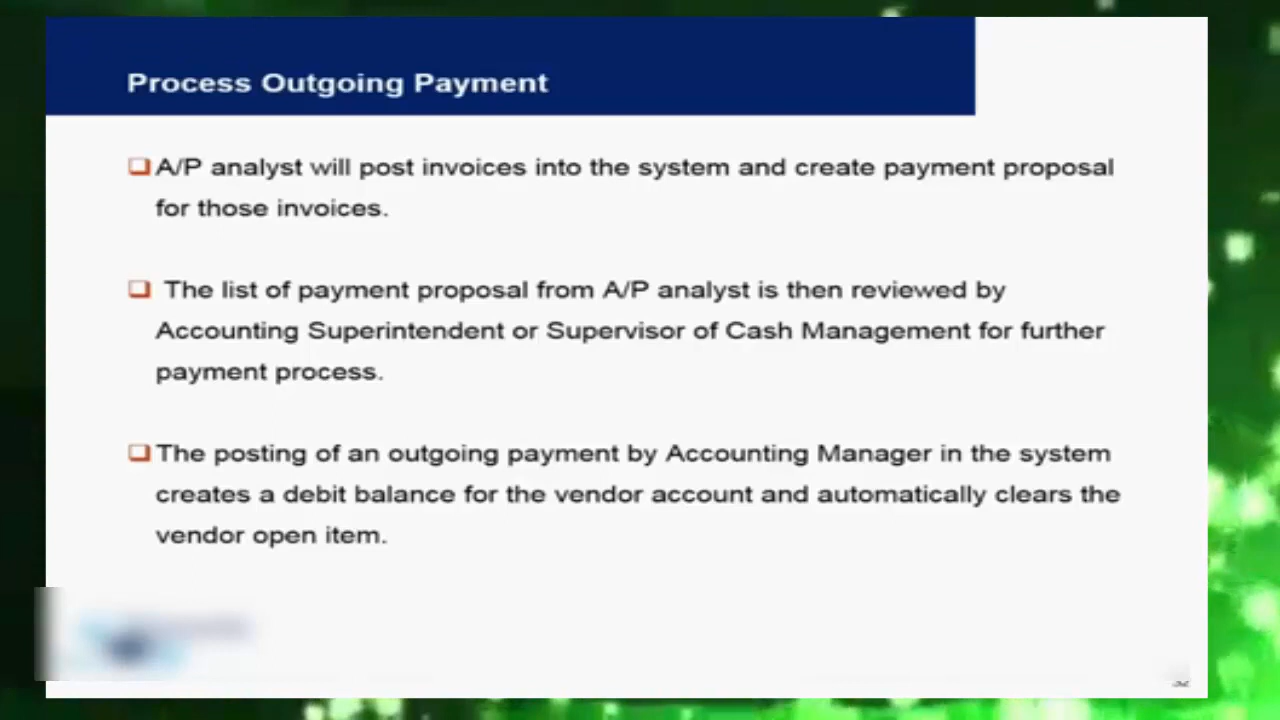 Process Outgoing Payment
A/P analyst will post invoices into the system and create payment proposal
for those invoices.
The list of payment proposal from A/P analyst is then reviewed by
Accounting Superintendent or Supervisor of Cash Management for further
payment process.
The posting of an outgoing payment by Accounting Manager in the system
creates a debit balance for the vendor account and automatically clears the
vendor open item.